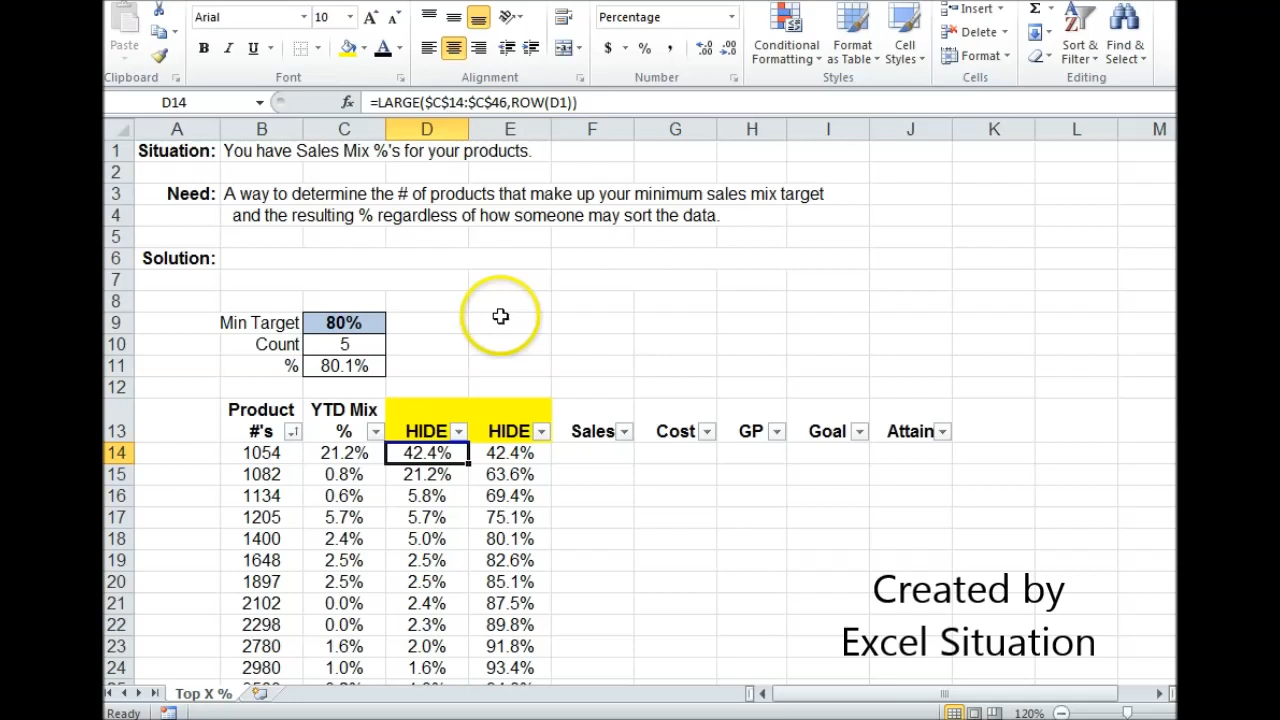 Arial 10 Percentage Insert
Paste B I U $ % , Conditional Format Cell Delete Sort & Find &
Formatting as Table Styles Format Filter Select
Clipboard Font Alignment Number Styles Cells Editing
D14 fx =LARGE($C$14:$C$46,ROW(D1))
A B C D E F G H I J K L M
1 Situation: You have Sales Mix %'s for your products.
2
3 Need: A way to determine the # of products that make up your minimum sales mix target
4 and the resulting % regardless of how someone may sort the data.
5
6 Solution:
7
8
9 Min Target 80%
10 Count 5
11 % 80.1%
12
Product YTD Mix
13 #'s % HIDE HIDE Sales Cost GP Goal Attain
14 1054 21.2% 42.4% 42.4%
15 1082 0.8% 21.2% 63.6%
16 1134 0.6% 5.8% 69.4%
17 1205 5.7% 5.7% 75.1%
18 1400 2.4% 5.0% 80.1%
19 1648 2.5% 2.5% 82.6%
20 1897 2.5% 2.5% 85.1%
21 2102 0.0% 2.4% 87.5%
22 2298 0.0% 2.3% 89.8%
23 2780 1.6% 2.0% 91.8%
24 2980 1.0% 1.6% 93.4%
Created by
Excel Situation
Top X %
Ready 120%